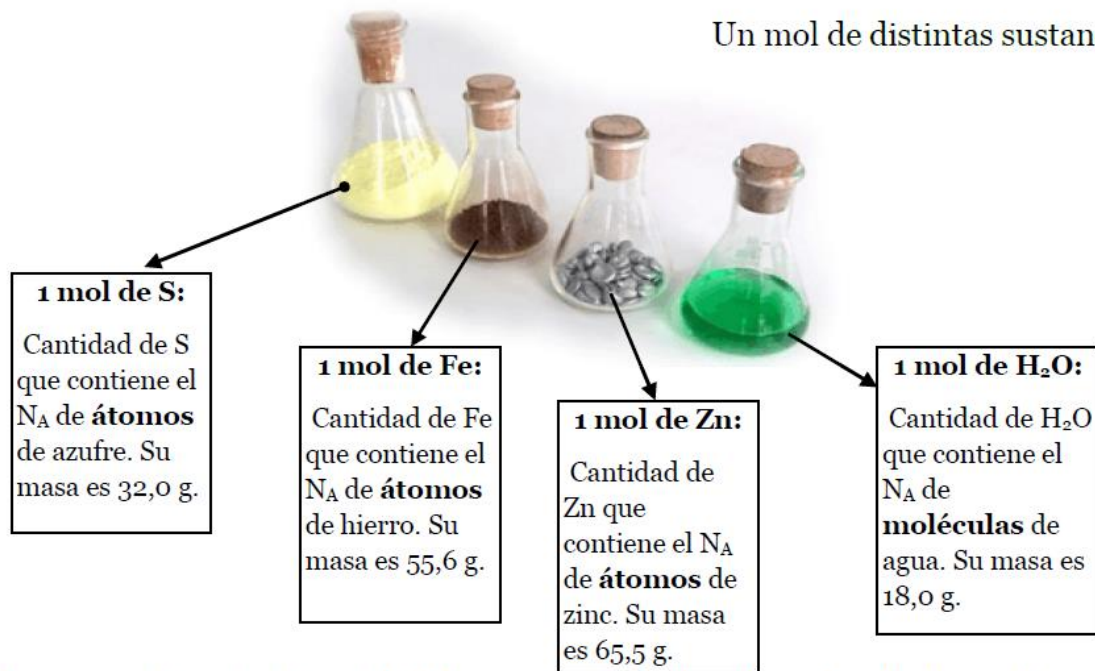 Un mol de distintas sustan
1 mol de S:
Cantidad de S
que contiene el
N_A de átomos
de azufre. Su
masa es 32,0 g.
1 mol de Fe:
Cantidad de Fe
que contiene el
N_A de átomos
de hierro. Su
masa es 55,6 g.
1 mol de Zn:
Cantidad de
Zn que
contiene el N_A
de átomos de
zinc. Su masa
es 65,5 g.
1 mol de H₂O:
Cantidad de H₂O
que contiene el
N_A de
moléculas de
agua. Su masa es
18,0 g.